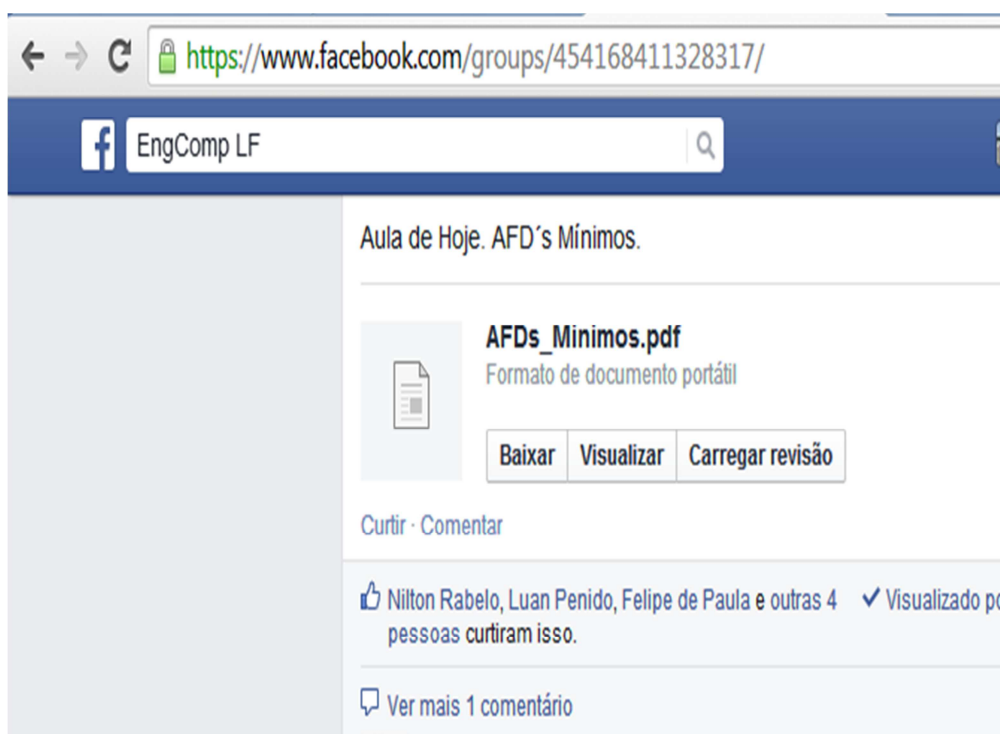 https://www.facebook.com/groups/454168411328317/
EngComp LF
Aula de Hoje. AFD´s Mínimos.
AFDs_Minimos.pdf
Formato de documento portátil
Baixar Visualizar Carregar revisão
Curtir · Comentar
Nilton Rabelo, Luan Penido, Felipe de Paula e outras 4 Visualizado po
pessoas curtiram isso.
Ver mais 1 comentário